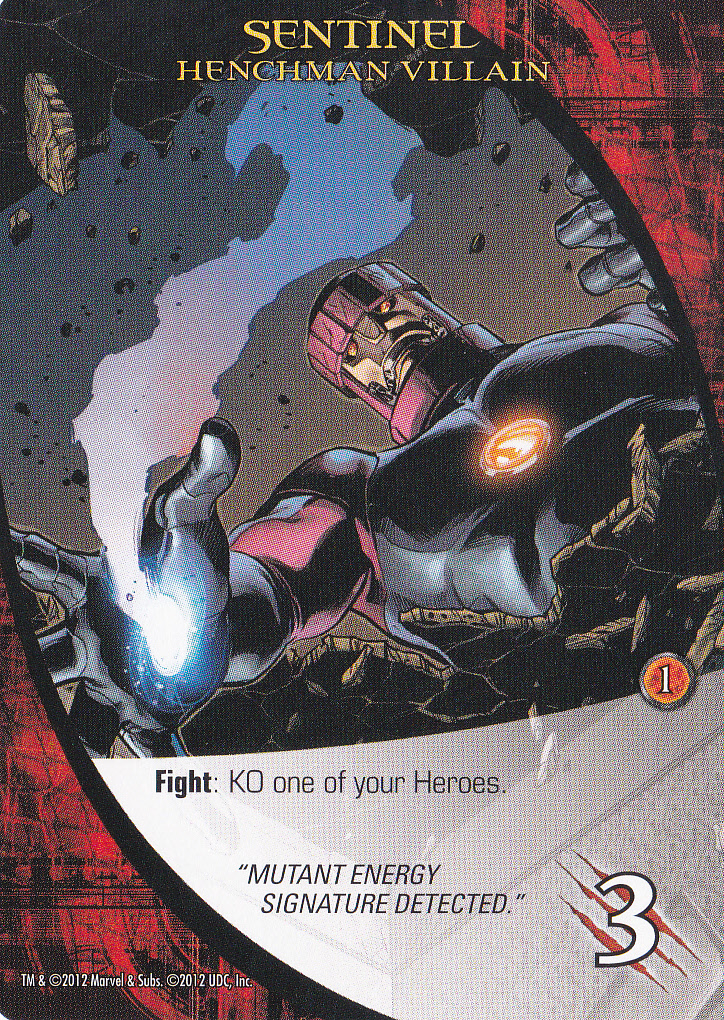 SENTINEL
HENCHMAN VILLAIN
1
Fight: KO one of your Heroes.
"MUTANT ENERGY
SIGNATURE DETECTED."
3
TM & ©2012 Marvel & Subs. ©2012 UDC, Inc.